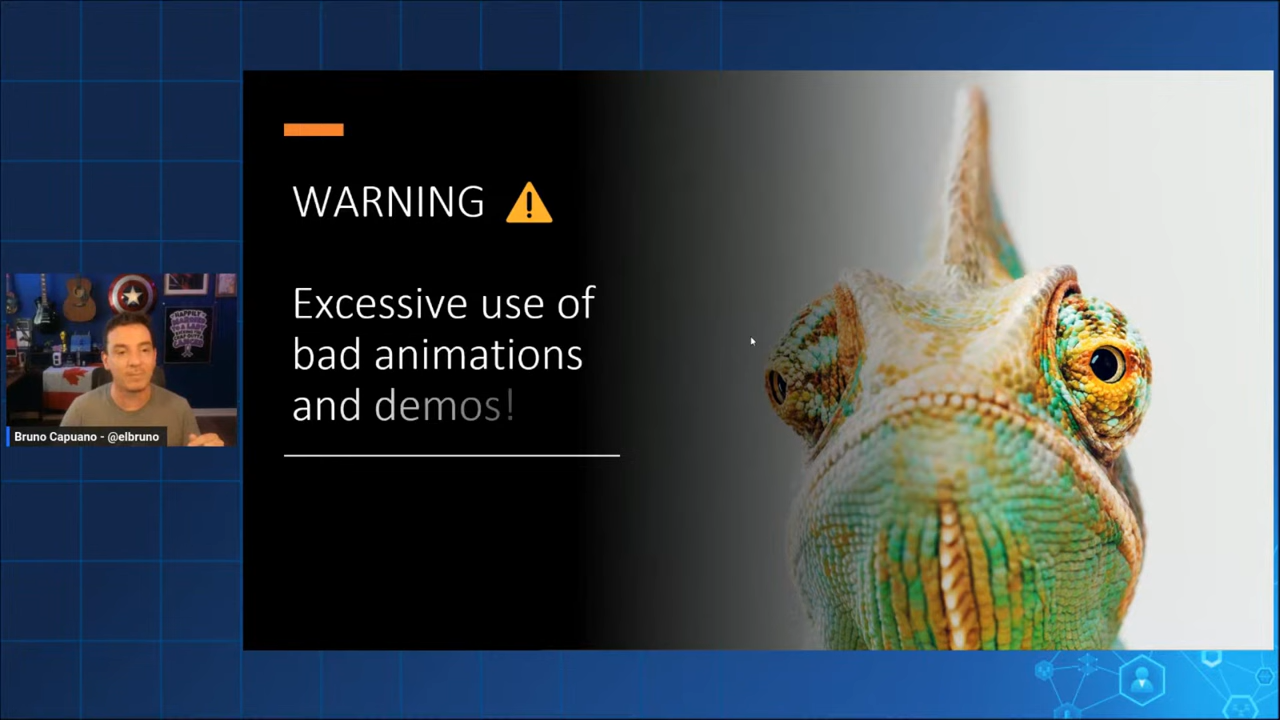 WARNING ⚠
Excessive use of
bad animations
and demos!
Bruno Capuano - @elbruno